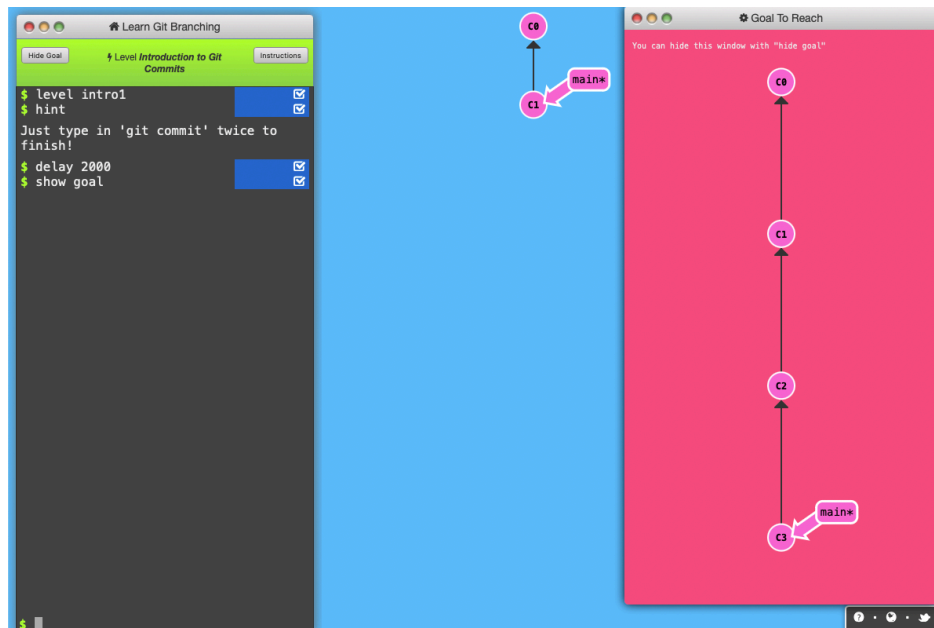 Learn Git Branching
Hide Goal
Level Introduction to Git
Commits
Instructions
$ level intro1
$ hint
Just type in 'git commit' twice to
finish!
$ delay 2000
$ show goal
$
C0
main*
C1
Goal To Reach
You can hide this window with "hide goal"
C0
C1
C2
main*
C3